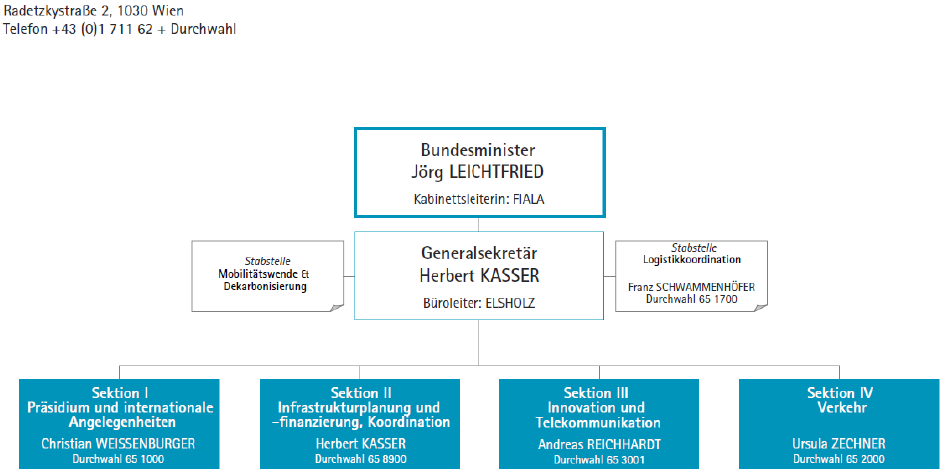 Radetzkystraße 2, 1030 Wien
Telefon +43 (0)1 711 62 + Durchwahl
Bundesminister
Jörg LEICHTFRIED
Kabinettsleiterin: FIALA
Stabstelle
Mobilitätswende &
Dekarbonisierung
Generalsekretär
Herbert KASSER
Büroleiter: ELSHOLZ
Stabstelle
Logistikkoordination
Franz SCHWAMMENHÖFER
Durchwahl 65 1700
Sektion I
Präsidium und internationale
Angelegenheiten
Christian WEISSENBURGER
Durchwahl 65 1000
Sektion II
Infrastrukturplanung und
-finanzierung, Koordination
Herbert KASSER
Durchwahl 65 8900
Sektion III
Innovation und
Telekommunikation
Andreas REICHHARDT
Durchwahl 65 3001
Sektion IV
Verkehr
Ursula ZECHNER
Durchwahl 65 2000